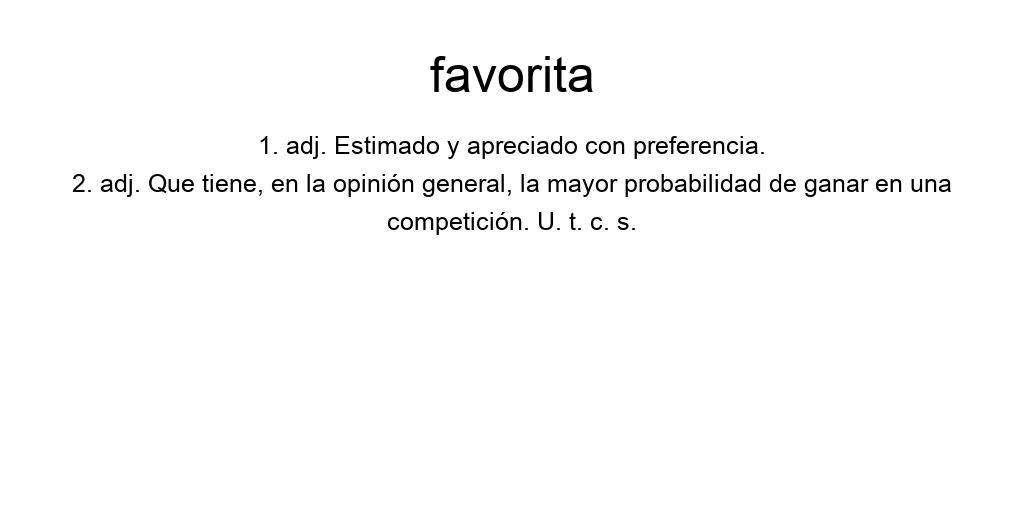 favorita
1. adj. Estimado y apreciado con preferencia.
2. adj. Que tiene, en la opinión general, la mayor probabilidad de ganar en una
competición. U. t. c. s.